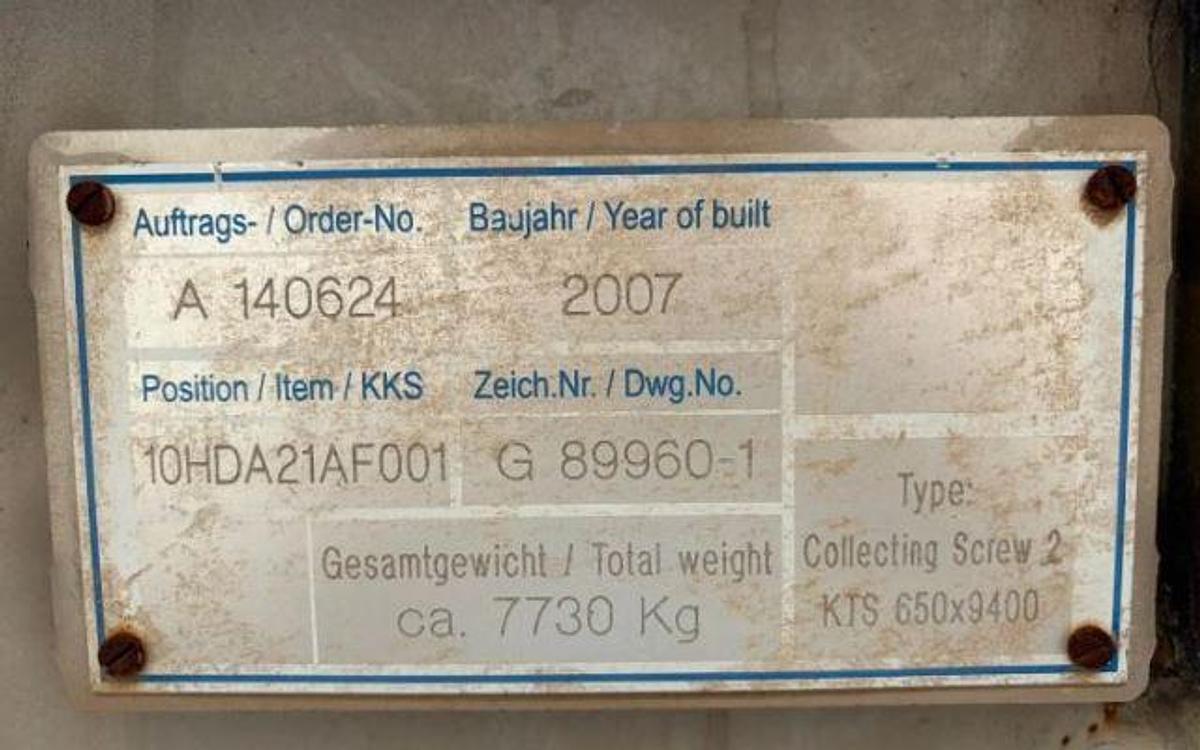 Auftrags- / Order-No. Baujahr / Year of built
A 140624 2007
Position / Item / KKS Zeich.Nr. / Dwg.No.
10HDA21AF001 G 89960-1
Gesamtgewicht / Total weight
ca. 7730 Kg
Type:
Collecting Screw 2
KTS 650x9400